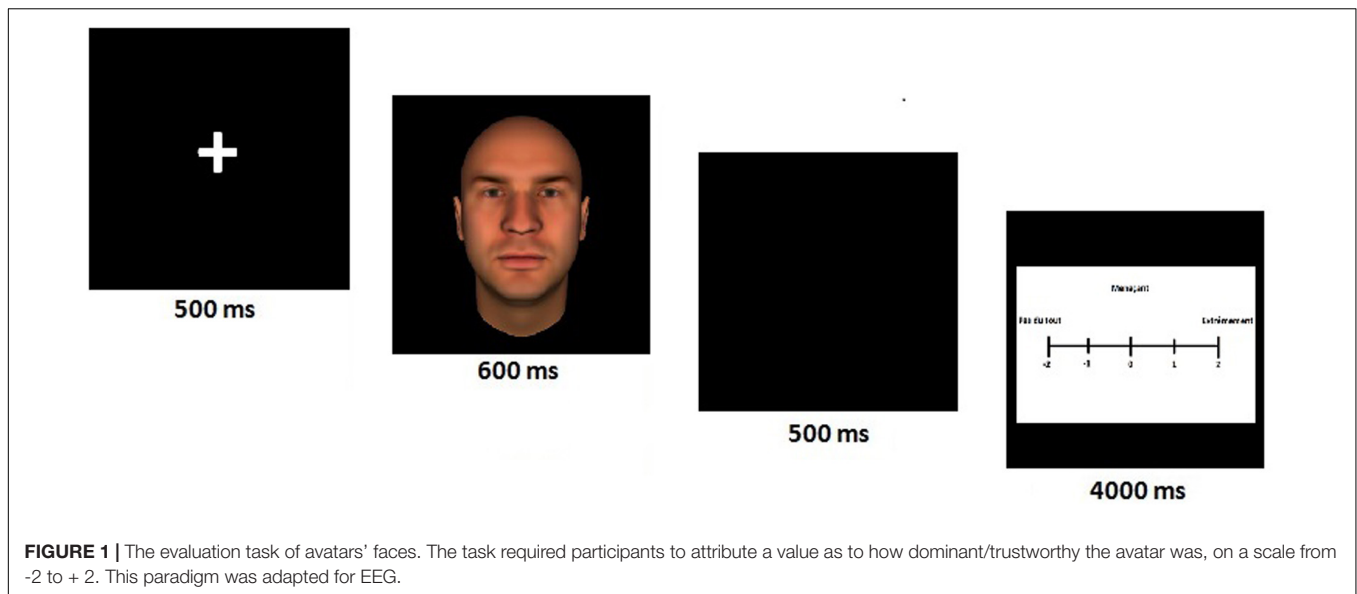 500 ms
600 ms
500 ms
Menaçant
Pas du tout Extrêmement
-2 -1 0 1 2
4000 ms
FIGURE 1 | The evaluation task of avatars’ faces. The task required participants to attribute a value as to how dominant/trustworthy the avatar was, on a scale from
-2 to + 2. This paradigm was adapted for EEG.